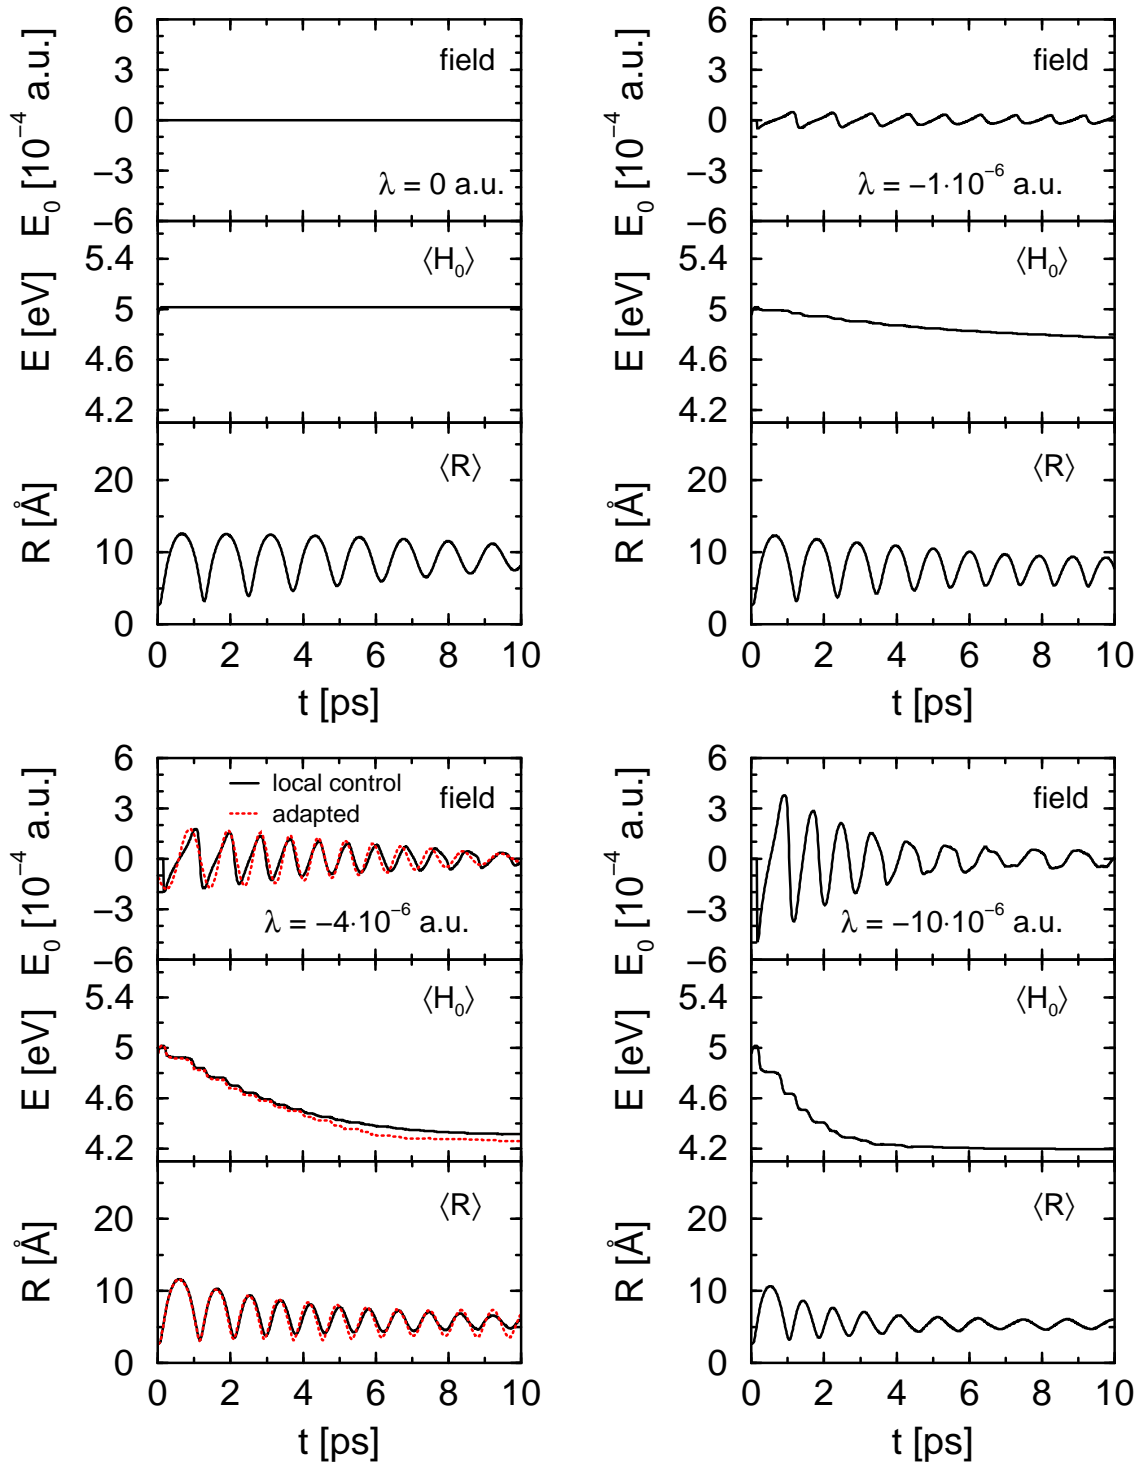 6
3
0
−3
−6
E₀ [10⁻⁴ a.u.]
field
λ = 0 a.u.
5.4
5
4.6
4.2
E [eV]
⟨H₀⟩
20
10
0
R [Å]
⟨R⟩
0 2 4 6 8 10
t [ps]
6
3
0
−3
−6
E₀ [10⁻⁴ a.u.]
field
λ = −1·10⁻⁶ a.u.
5.4
5
4.6
4.2
E [eV]
⟨H₀⟩
20
10
0
R [Å]
⟨R⟩
0 2 4 6 8 10
t [ps]
6
3
0
−3
−6
E₀ [10⁻⁴ a.u.]
local control
adapted
field
λ = −4·10⁻⁶ a.u.
5.4
5
4.6
4.2
E [eV]
⟨H₀⟩
20
10
0
R [Å]
⟨R⟩
0 2 4 6 8 10
t [ps]
6
3
0
−3
−6
E₀ [10⁻⁴ a.u.]
field
λ = −10·10⁻⁶ a.u.
5.4
5
4.6
4.2
E [eV]
⟨H₀⟩
20
10
0
R [Å]
⟨R⟩
0 2 4 6 8 10
t [ps]